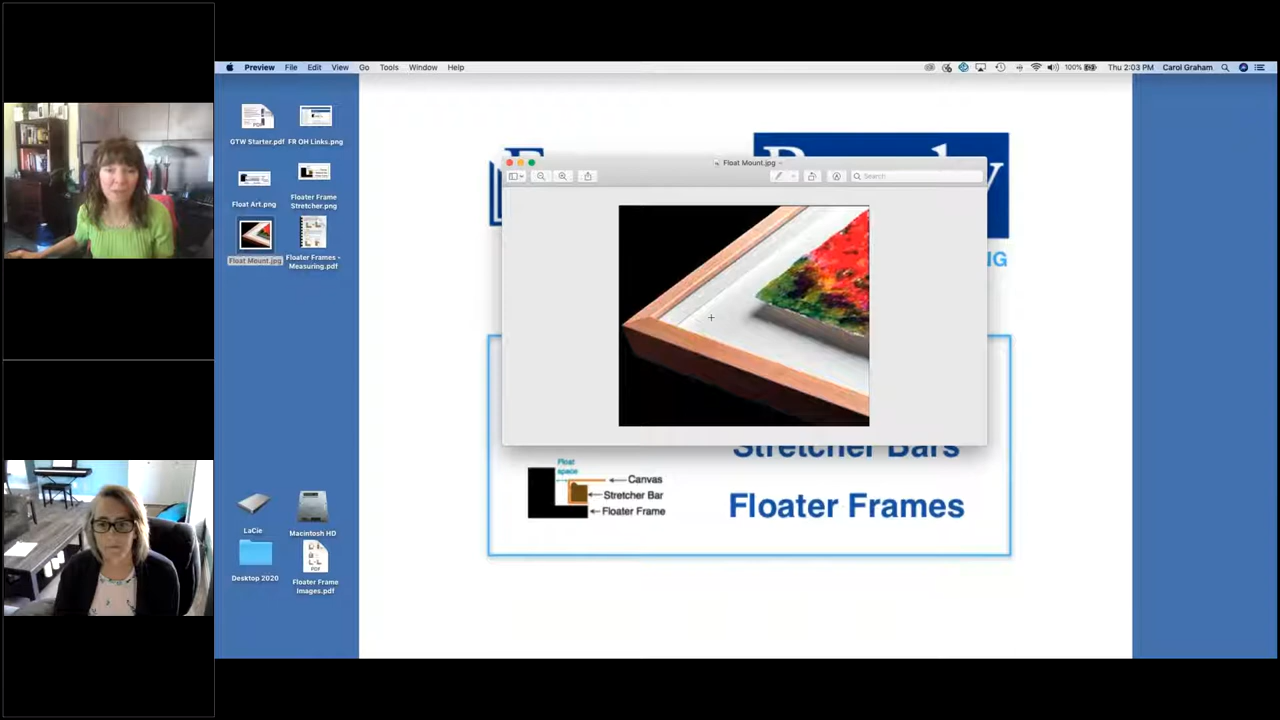 Preview File Edit View Go Tools Window Help
100% Thu 2:03 PM Carol Graham
GTW Starter.pdf
FR OH Links.png
Float Art.png
Floater Frame
Stretcher.png
Float Mount.jpg
Floater Frames -
Measuring.pdf
LaCie
Macintosh HD
Desktop 2020
Floater Frame
Images.pdf
Float Mount.jpg
Search
NG
Stretcher Bars
Floater Frames
Float
space
Canvas
Stretcher Bar
Floater Frame